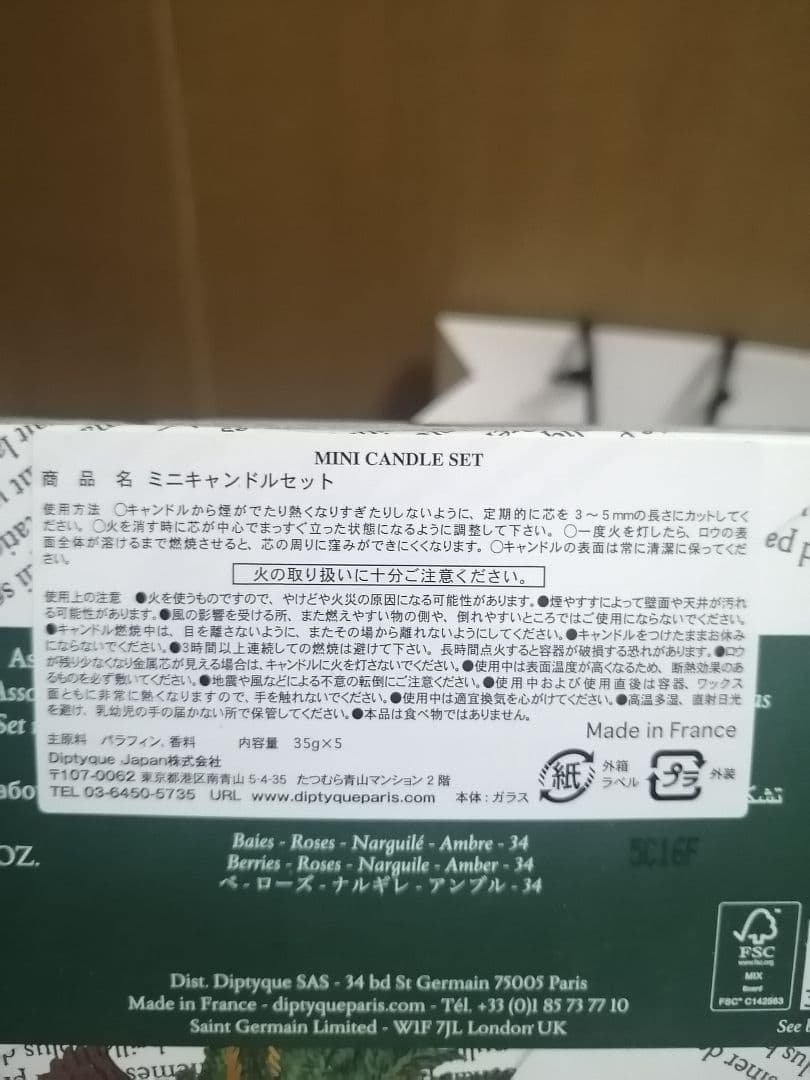 MINI CANDLE SET
商品名 ミニキャンドルセット
使用方法 ○キャンドルから煙がでたり熱くなりすぎたりしないように、定期的に芯を 3～5mmの長さにカットしてく
ださい。○火を消す時に芯が中心でまっすぐ立った状態になるように調整して下さい。○一度火を灯したら、ロウの表
面全体が溶けるまで燃焼させると、芯の周りに窪みができにくくなります。○キャンドルの表面は常に清潔に保ってくだ
さい。
火の取り扱いに十分ご注意ください。
使用上の注意 ●火を使うものですので、やけどや火災の原因になる可能性があります。●煙やすすによって壁面や天井が汚れ
る可能性があります。●風の影響を受ける所、また燃えやすい物の側や、倒れやすいところではご使用にならないでください。
●キャンドル燃焼中は、目を離さないように、またその場から離れないようにしてください。●キャンドルをつけたままお休み
にならないでください。●3時間以上連続しての燃焼は避けて下さい。長時間点火すると容器が破損する恐れがあります。●ロウ
が残り少なくなり金属芯が見える場合は、キャンドルに火を灯さないでください。●使用中は表面温度が高くなるため、断熱効果のあ
るものを必ず敷いてください。●地震や風などによる不意の転倒にご注意ください。●使用中および使用直後は容器、ワックス
面ともに非常に熱くなりますので、手を触れないでください。●使用中は適宜換気を心がけてください。●高温多湿、直射日光
を避け、乳幼児の手の届かない所で保管してください。●本品は食べ物ではありません。
Made in France
主原料 パラフィン、香料 内容量 35g×5
Diptyque Japan株式会社
〒107-0062 東京都港区南青山 5-4-35 たつむら青山マンション 2 階
TEL 03-6450-5735 URL www.diptyqueparis.com 本体：ガラス
紙 外箱
ラベル
プラ 外装
OZ.
Baies - Roses - Narguilé - Ambre - 34
Berries - Roses - Narguile - Amber - 34
ベ - ローズ - ナルギレ - アンブル - 34
5C16F
FSC
www.fsc.org
MIX
Board
FSC® C142563
Dist. Diptyque SAS - 34 bd St Germain 75005 Paris
Made in France - diptyqueparis.com - Tél. +33 (0)1 85 73 77 10
Saint Germain Limited - W1F 7JL London UK
See